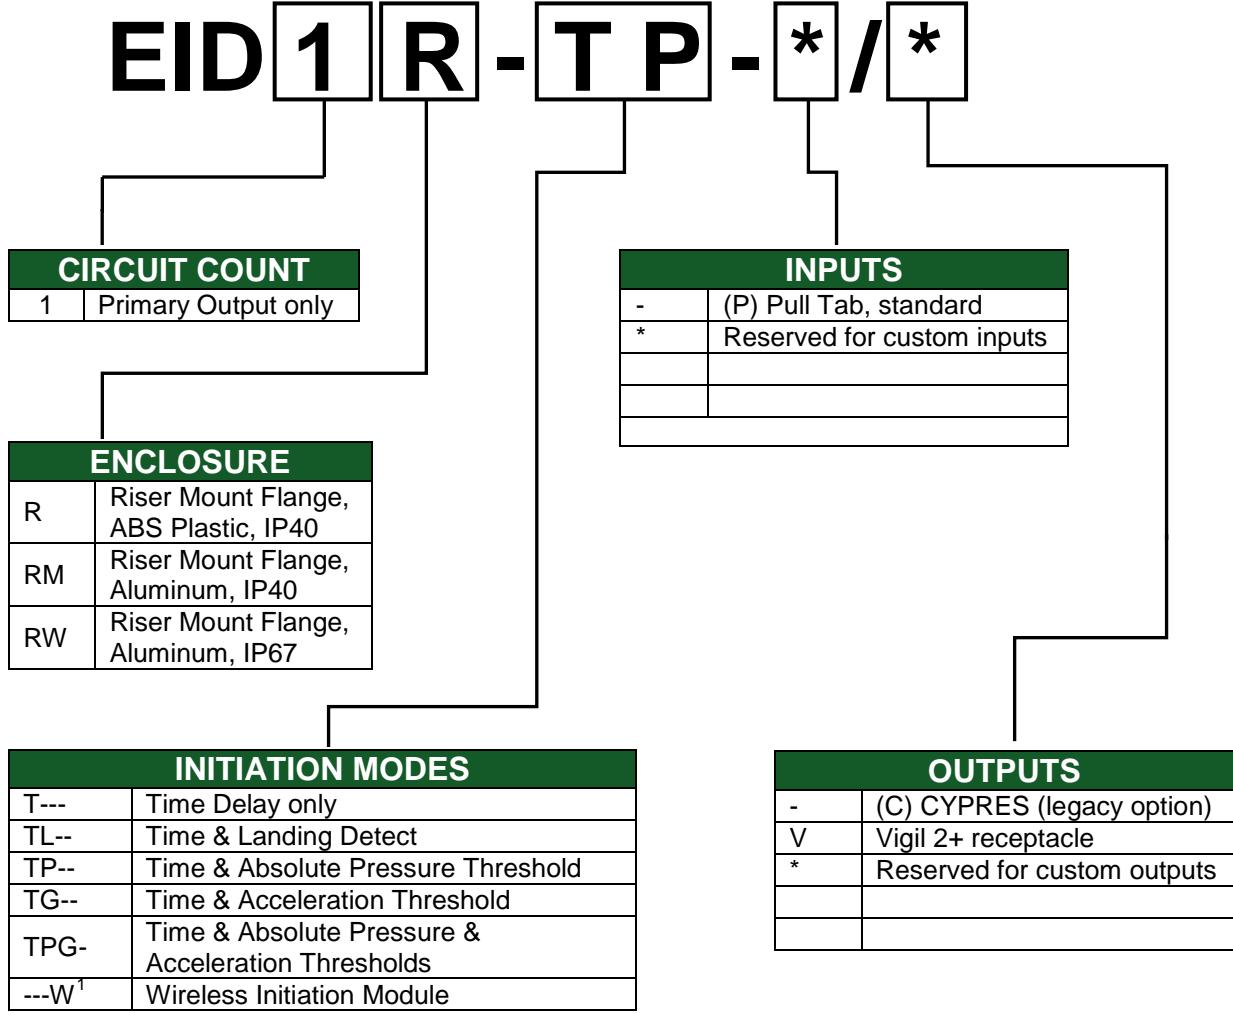 EID 1 R - T P - * / *
CIRCUIT COUNT
1 Primary Output only
ENCLOSURE
R Riser Mount Flange,
ABS Plastic, IP40
RM Riser Mount Flange,
Aluminum, IP40
RW Riser Mount Flange,
Aluminum, IP67
INPUTS
- (P) Pull Tab, standard
* Reserved for custom inputs
INITIATION MODES
T--- Time Delay only
TL-- Time & Landing Detect
TP-- Time & Absolute Pressure Threshold
TG-- Time & Acceleration Threshold
TPG- Time & Absolute Pressure &
Acceleration Thresholds
---W¹ Wireless Initiation Module
OUTPUTS
- (C) CYPRES (legacy option)
V Vigil 2+ receptacle
* Reserved for custom outputs